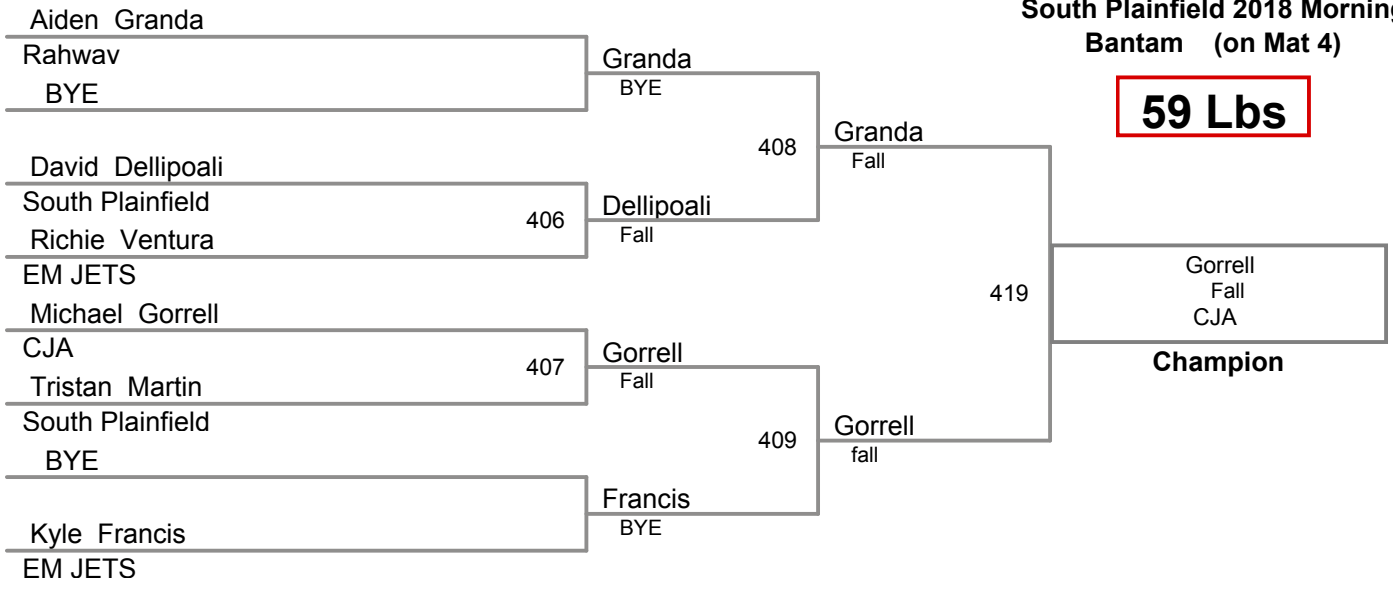 Aiden Granda
Rahwav
BYE
David Dellipoali
South Plainfield
Richie Ventura
EM JETS
Michael Gorrell
CJA
Tristan Martin
South Plainfield
BYE
Kyle Francis
EM JETS
406
407
Granda
BYE
Dellipoali
Fall
Gorrell
Fall
Francis
BYE
408
409
Granda
Fall
Gorrell
fall
419
South Plainfield 2018 Morning
Bantam (on Mat 4)
59 Lbs
Gorrell
Fall
CJA
Champion